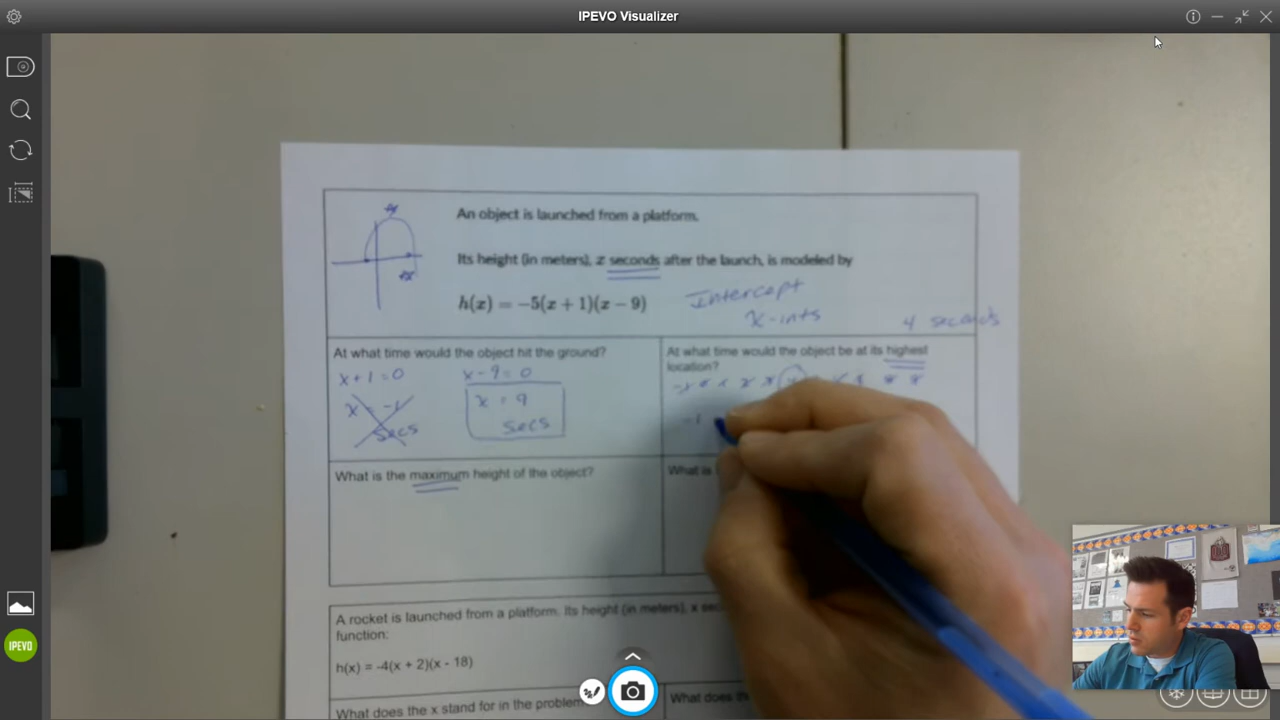 IPEVO Visualizer
An object is launched from a platform.
Its height (in meters), x seconds after the launch, is modeled by
h(x) = -5(x + 1)(x - 9)
Intercept
x-ints
4 seconds
At what time would the object hit the ground?
x+1=0
x-9=0
x = -1
secs
x = 9
secs
At what time would the object be at its highest
location?
-1
What is the maximum height of the object?
What is
A rocket is launched from a platform. Its height (in meters), x
function:
h(x) = -4(x + 2)(x - 18)
What does the x stand for in the problem
What does
IPEVO